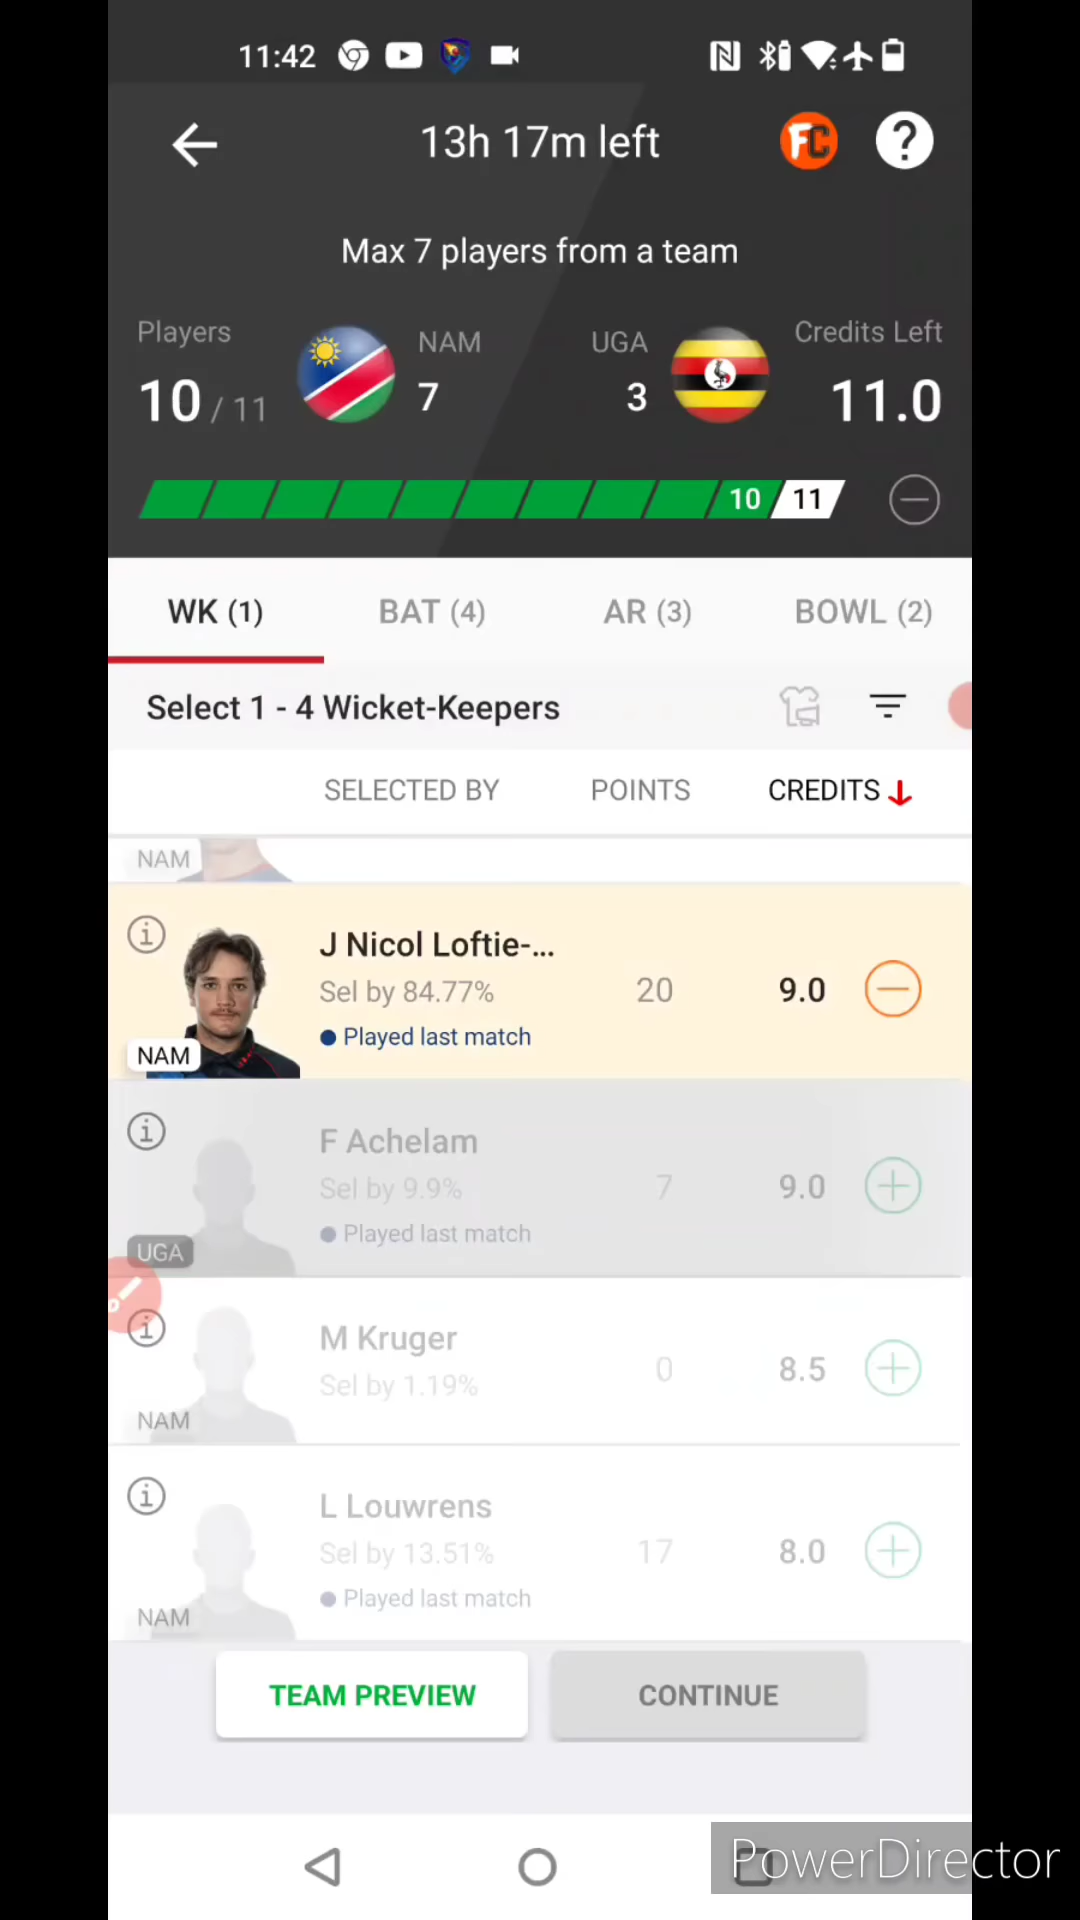 11:42
13h 17m left
FC
?
Max 7 players from a team
Players
NAM
UGA
Credits Left
10 / 11
7
3
11.0
10
11
WK (1)
BAT (4)
AR (3)
BOWL (2)
Select 1 - 4 Wicket-Keepers
SELECTED BY
POINTS
CREDITS
NAM
J Nicol Loftie-...
Sel by 84.77%
20
9.0
Played last match
NAM
F Achelam
Sel by 9.9%
7
9.0
Played last match
UGA
M Kruger
Sel by 1.19%
0
8.5
NAM
L Louwrens
Sel by 13.51%
17
8.0
Played last match
NAM
TEAM PREVIEW
CONTINUE
PowerDirector